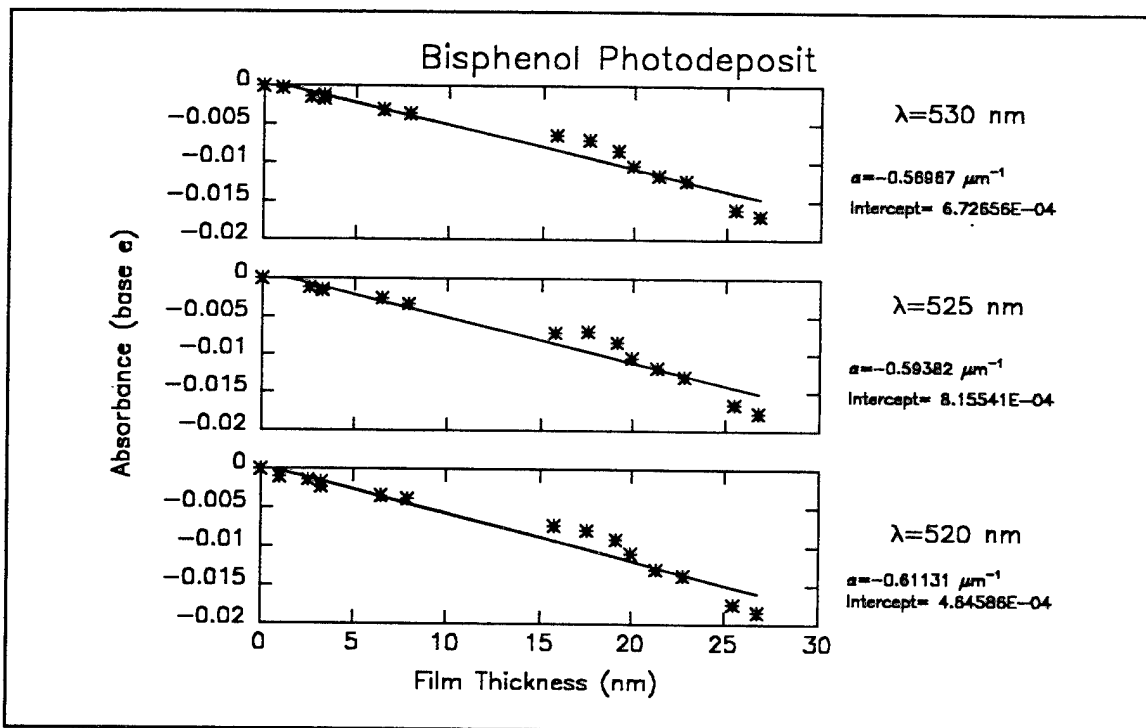 Bisphenol Photodeposit
0
−0.005
−0.01
−0.015
−0.02
λ=530 nm
α=−0.56967 μm⁻¹
Intercept= 6.72656E−04
0
−0.005
−0.01
−0.015
−0.02
λ=525 nm
α=−0.59382 μm⁻¹
Intercept= 8.15541E−04
0
−0.005
−0.01
−0.015
−0.02
λ=520 nm
α=−0.61131 μm⁻¹
Intercept= 4.64586E−04
0 5 10 15 20 25 30
Film Thickness (nm)
Absorbance (base e)